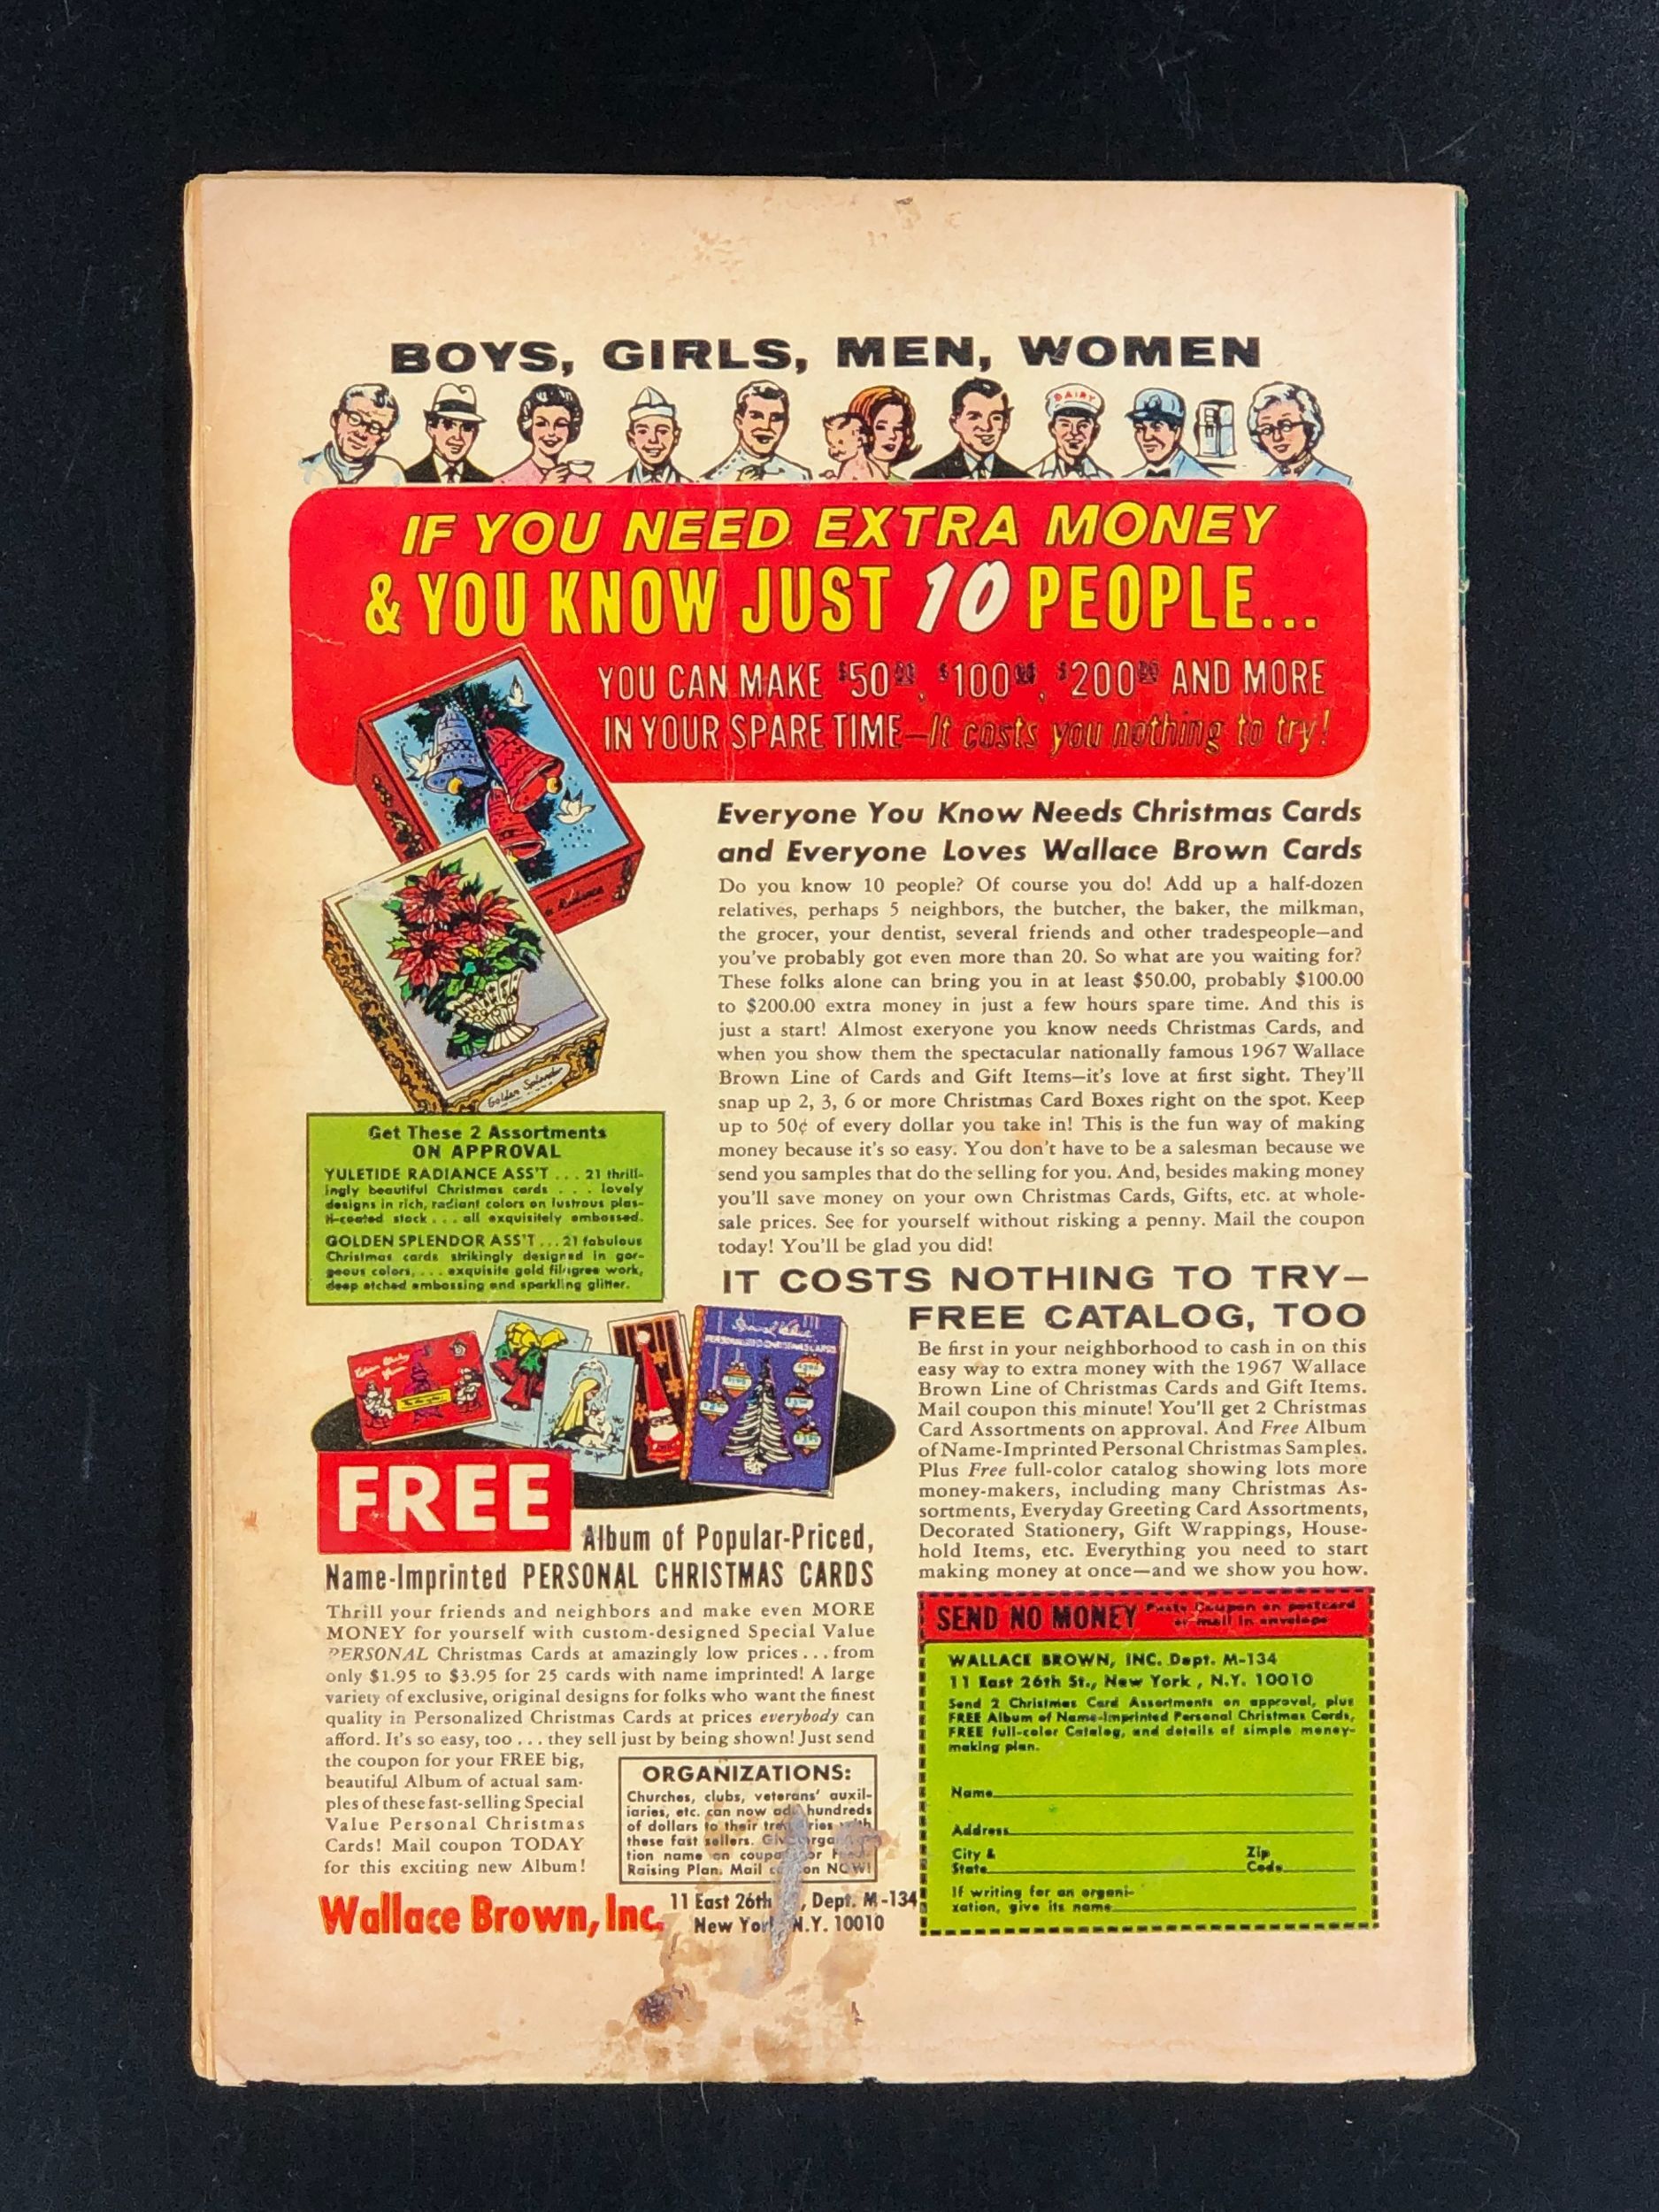 BOYS, GIRLS, MEN, WOMEN
DAIRY
IF YOU NEED EXTRA MONEY
& YOU KNOW JUST 10 PEOPLE...
YOU CAN MAKE $50.00, $100.00, $200.00 AND MORE
IN YOUR SPARE TIME—It costs you nothing to try!
Everyone You Know Needs Christmas Cards
and Everyone Loves Wallace Brown Cards
Do you know 10 people? Of course you do! Add up a half-dozen
relatives, perhaps 5 neighbors, the butcher, the baker, the milkman,
the grocer, your dentist, several friends and other tradespeople—and
you've probably got even more than 20. So what are you waiting for?
These folks alone can bring you in at least $50.00, probably $100.00
to $200.00 extra money in just a few hours spare time. And this is
just a start! Almost exeryone you know needs Christmas Cards, and
when you show them the spectacular nationally famous 1967 Wallace
Brown Line of Cards and Gift Items—it's love at first sight. They'll
snap up 2, 3, 6 or more Christmas Card Boxes right on the spot. Keep
up to 50¢ of every dollar you take in! This is the fun way of making
money because it's so easy. You don't have to be a salesman because we
send you samples that do the selling for you. And, besides making money
you'll save money on your own Christmas Cards, Gifts, etc. at whole-
sale prices. See for yourself without risking a penny. Mail the coupon
today! You'll be glad you did!
Radiance
Golden Splendor
Get These 2 Assortments
ON APPROVAL
YULETIDE RADIANCE ASS'T . . . 21 thrill-
ingly beautiful Christmas cards . . . lovely
designs in rich, radiant colors on lustrous plas-
ti-coated stock . . . all exquisitely embossed.
GOLDEN SPLENDOR ASS'T . . . 21 fabulous
Christmas cards strikingly designed in gor-
geous colors, . . . exquisite gold filigree work,
deep etched embossing and sparkling glitter.
IT COSTS NOTHING TO TRY—
FREE CATALOG, TOO
Be first in your neighborhood to cash in on this
easy way to extra money with the 1967 Wallace
Brown Line of Christmas Cards and Gift Items.
Mail coupon this minute! You'll get 2 Christmas
Card Assortments on approval. And Free Album
of Name-Imprinted Personal Christmas Samples.
Plus Free full-color catalog showing lots more
money-makers, including many Christmas As-
sortments, Everyday Greeting Card Assortments,
Decorated Stationery, Gift Wrappings, House-
hold Items, etc. Everything you need to start
making money at once—and we show you how.
Special Value
PERSONALIZED CHRISTMAS CARDS
FREE
Album of Popular-Priced,
Name-Imprinted PERSONAL CHRISTMAS CARDS
Thrill your friends and neighbors and make even MORE
MONEY for yourself with custom-designed Special Value
PERSONAL Christmas Cards at amazingly low prices . . . from
only $1.95 to $3.95 for 25 cards with name imprinted! A large
variety of exclusive, original designs for folks who want the finest
quality in Personalized Christmas Cards at prices everybody can
afford. It's so easy, too . . . they sell just by being shown! Just send
the coupon for your FREE big,
beautiful Album of actual sam-
ples of these fast-selling Special
Value Personal Christmas
Cards! Mail coupon TODAY
for this exciting new Album!
ORGANIZATIONS:
Churches, clubs, veterans' auxil-
iaries, etc. can now add hundreds
of dollars to their treasuries with
these fast sellers. Give organiza-
tion name on coupon for Fund
Raising Plan. Mail coupon NOW!
Wallace Brown, Inc.
11 East 26th , Dept. M-134
New York N.Y. 10010
SEND NO MONEY Paste Coupon on postcard
or mail in envelope
WALLACE BROWN, INC. Dept. M-134
11 East 26th St., New York , N.Y. 10010
Send 2 Christmas Card Assortments on approval, plus
FREE Album of Name-Imprinted Personal Christmas Cards,
FREE full-color Catalog, and details of simple money-
making plan.
Name
Address
City &
State
Zip
Code
If writing for an organi-
zation, give its name